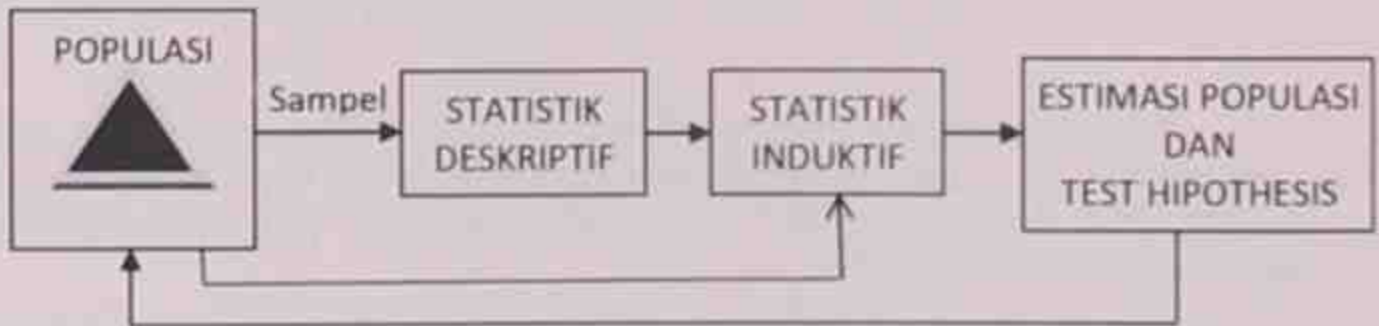 POPULASI
Sampel
STATISTIK
DESKRIPTIF
STATISTIK
INDUKTIF
ESTIMASI POPULASI
DAN
TEST HIPOTHESIS